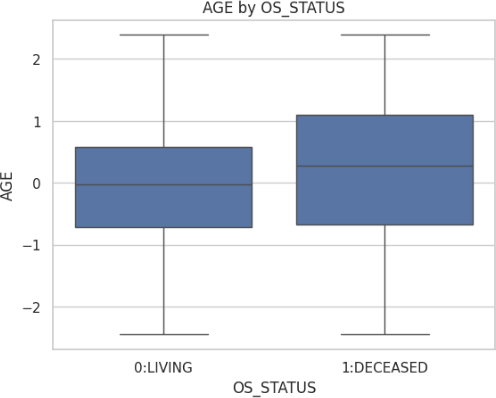 AGE by OS_STATUS
AGE
2
1
0
−1
−2
0:LIVING
1:DECEASED
OS_STATUS